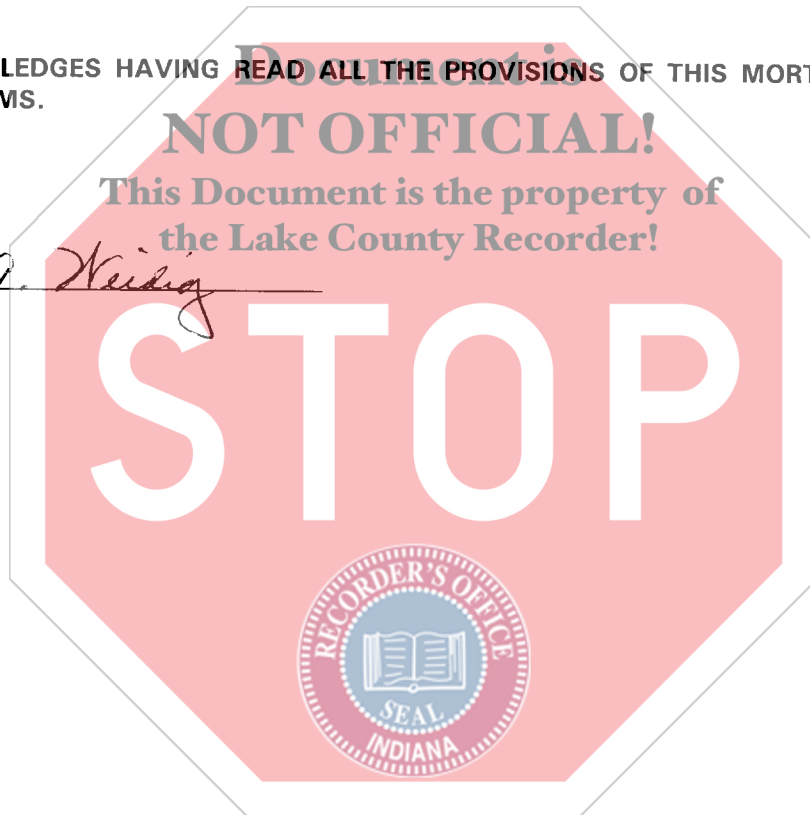 LEDGES HAVING READ ALL THE PROVISIONS OF THIS MORT
MS.
Document is
NOT OFFICIAL!
This Document is the property of
the Lake County Recorder!
Weidig
STOP
RECORDER'S OFFICE
SEAL
INDIANA